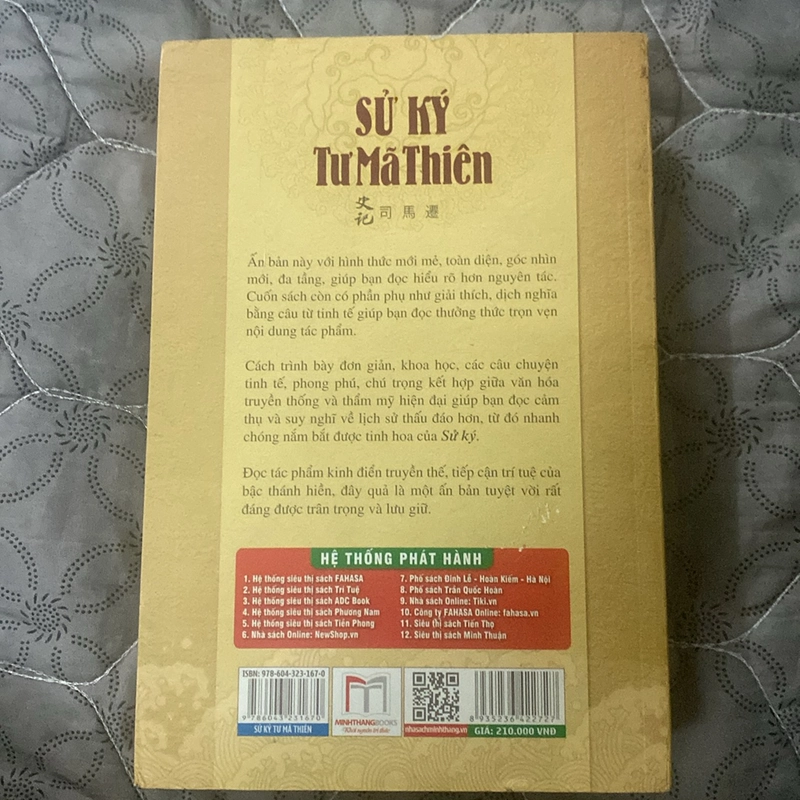 SỬ KÝ
Tư Mã Thiên
史记 司馬遷
Ấn bản này với hình thức mới mẻ, toàn diện, góc nhìn
mới, đa tầng, giúp bạn đọc hiểu rõ hơn nguyên tác.
Cuốn sách còn có phần phụ như giải thích, dịch nghĩa
bằng câu từ tinh tế giúp bạn đọc thưởng thức trọn vẹn
nội dung tác phẩm.
Cách trình bày đơn giản, khoa học, các câu chuyện
tinh tế, phong phú, chú trọng kết hợp giữa văn hóa
truyền thống và thẩm mỹ hiện đại giúp bạn đọc cảm
thụ và suy nghĩ về lịch sử thấu đáo hơn, từ đó nhanh
chóng nắm bắt được tinh hoa của Sử ký.
Đọc tác phẩm kinh điển truyền thế, tiếp cận trí tuệ của
bậc thánh hiền, đây quả là một ấn bản tuyệt vời rất
đáng được trân trọng và lưu giữ.
HỆ THỐNG PHÁT HÀNH
1. Hệ thống siêu thị sách FAHASA
2. Hệ thống siêu thị sách Trí Tuệ
3. Hệ thống siêu thị sách ADC Book
4. Hệ thống siêu thị sách Phương Nam
5. Hệ thống siêu thị sách Tiền Phong
6. Nhà sách Online: NewShop.vn
7. Phố sách Đinh Lễ - Hoàn Kiếm - Hà Nội
8. Phố sách Trần Quốc Hoàn
9. Nhà sách Online: Tiki.vn
10. Công ty FAHASA Online: fahasa.vn
11. Siêu thị sách Tiến Thọ
12. Siêu thị sách Minh Thuận
ISBN: 978-604-323-167-0
9 786043 231670
SỬ KÝ TƯ MÃ THIÊN
MINHTHANGBOOKS
"Khơi nguồn tri thức"
nhasachminhthang.vn
8 935236 422727
GIÁ: 210.000 VNĐ